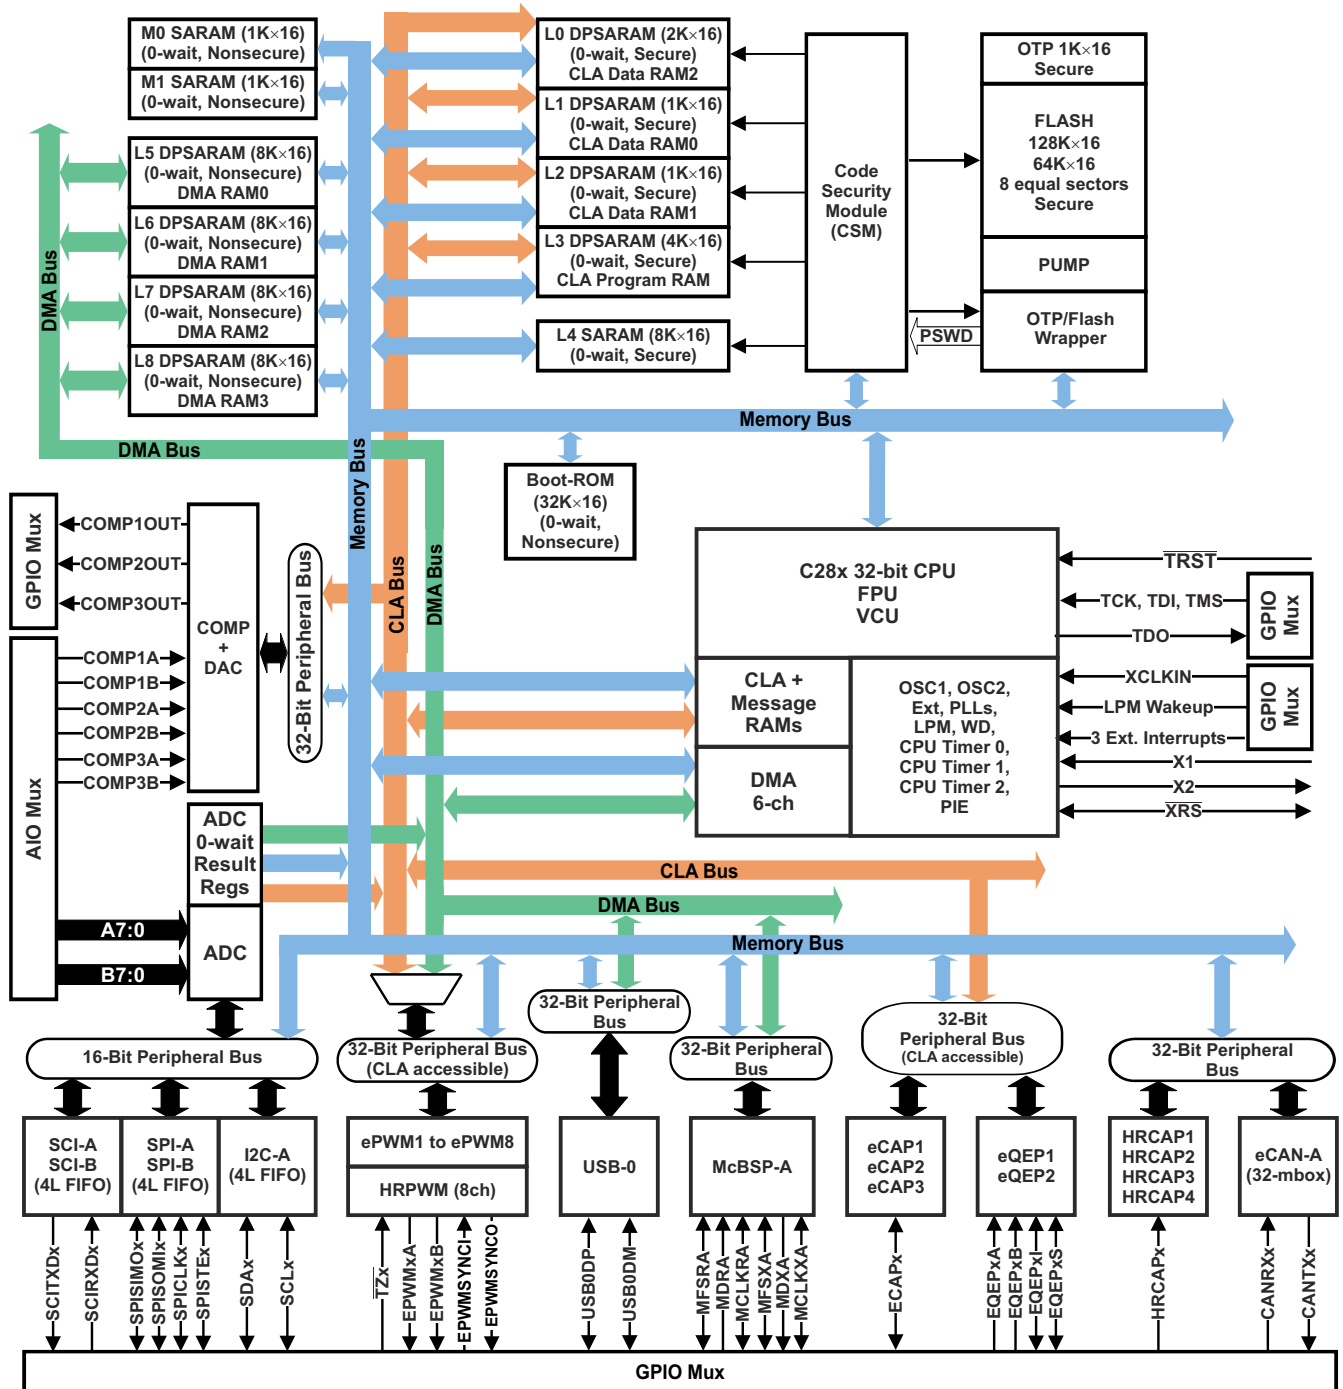 M0 SARAM (1K×16)
(0-wait, Nonsecure)
M1 SARAM (1K×16)
(0-wait, Nonsecure)
L5 DPSARAM (8K×16)
(0-wait, Nonsecure)
DMA RAM0
L6 DPSARAM (8K×16)
(0-wait, Nonsecure)
DMA RAM1
L7 DPSARAM (8K×16)
(0-wait, Nonsecure)
DMA RAM2
L8 DPSARAM (8K×16)
(0-wait, Nonsecure)
DMA RAM3
DMA Bus
L0 DPSARAM (2K×16)
(0-wait, Secure)
CLA Data RAM2
L1 DPSARAM (1K×16)
(0-wait, Secure)
CLA Data RAM0
L2 DPSARAM (1K×16)
(0-wait, Secure)
CLA Data RAM1
L3 DPSARAM (4K×16)
(0-wait, Secure)
CLA Program RAM
L4 SARAM (8K×16)
(0-wait, Secure)
Code
Security
Module
(CSM)
OTP 1K×16
Secure
FLASH
128K×16
64K×16
8 equal sectors
Secure
PUMP
OTP/Flash
Wrapper
PSWD
Memory Bus
DMA Bus
Memory Bus
CLA Bus
DMA Bus
Boot-ROM
(32K×16)
(0-wait,
Nonsecure)
GPIO Mux
COMP1OUT
COMP2OUT
COMP3OUT
COMP
+
DAC
32-Bit Peripheral Bus
AIO Mux
COMP1A
COMP1B
COMP2A
COMP2B
COMP3A
COMP3B
ADC
0-wait
Result
Regs
ADC
A7:0
B7:0
C28x 32-bit CPU
FPU
VCU
CLA +
Message
RAMs
DMA
6-ch
OSC1, OSC2,
Ext, PLLs,
LPM, WD,
CPU Timer 0,
CPU Timer 1,
CPU Timer 2,
PIE
TRST
TCK, TDI, TMS
TDO
GPIO
Mux
XCLKIN
LPM Wakeup
3 Ext. Interrupts
GPIO
Mux
X1
X2
XRS
CLA Bus
DMA Bus
Memory Bus
16-Bit Peripheral Bus
32-Bit Peripheral Bus
(CLA accessible)
32-Bit Peripheral
Bus
32-Bit Peripheral
Bus
32-Bit
Peripheral Bus
(CLA accessible)
32-Bit Peripheral
Bus
SCI-A
SCI-B
(4L FIFO)
SPI-A
SPI-B
(4L FIFO)
I2C-A
(4L FIFO)
ePWM1 to ePWM8
HRPWM (8ch)
USB-0
McBSP-A
eCAP1
eCAP2
eCAP3
eQEP1
eQEP2
HRCAP1
HRCAP2
HRCAP3
HRCAP4
eCAN-A
(32-mbox)
SCITXDx
SCIRXDx
SPISIMOx
SPISOMIx
SPICLKx
SPISTEx
SDAx
SCLx
TZx
EPWMxA
EPWMxB
EPWMSYNCI
EPWMSYNCO
USB0DP
USB0DM
MFSRA
MDRA
MCLKRA
MFSXA
MDXA
MCLKXA
ECAPx
EQEPxA
EQEPxB
EQEPxI
EQEPxS
HRCAPx
CANRXx
CANTXx
GPIO Mux